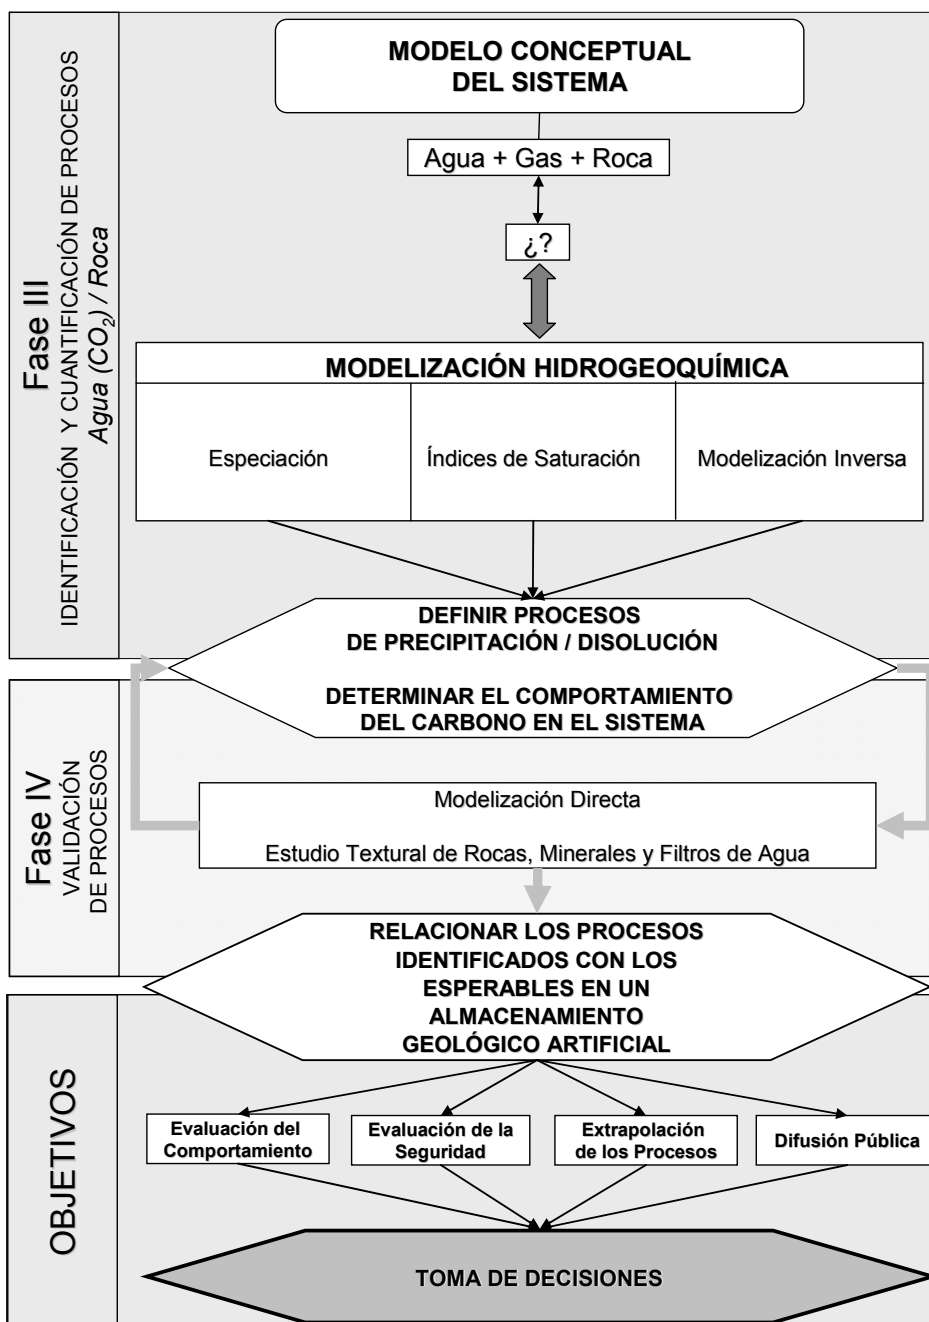 Fase III
IDENTIFICACIÓN Y CUANTIFICACIÓN DE PROCESOS
Agua (CO₂) / Roca
MODELO CONCEPTUAL
DEL SISTEMA
Agua + Gas + Roca
¿?
MODELIZACIÓN HIDROGEOQUÍMICA
Especiación
Índices de Saturación
Modelización Inversa
DEFINIR PROCESOS
DE PRECIPITACIÓN / DISOLUCIÓN
DETERMINAR EL COMPORTAMIENTO
DEL CARBONO EN EL SISTEMA
Fase IV
VALIDACIÓN
DE PROCESOS
Modelización Directa
Estudio Textural de Rocas, Minerales y Filtros de Agua
RELACIONAR LOS PROCESOS
IDENTIFICADOS CON LOS
ESPERABLES EN UN
ALMACENAMIENTO
GEOLÓGICO ARTIFICIAL
OBJETIVOS
Evaluación del
Comportamiento
Evaluación de la
Seguridad
Extrapolación
de los Procesos
Difusión Pública
TOMA DE DECISIONES